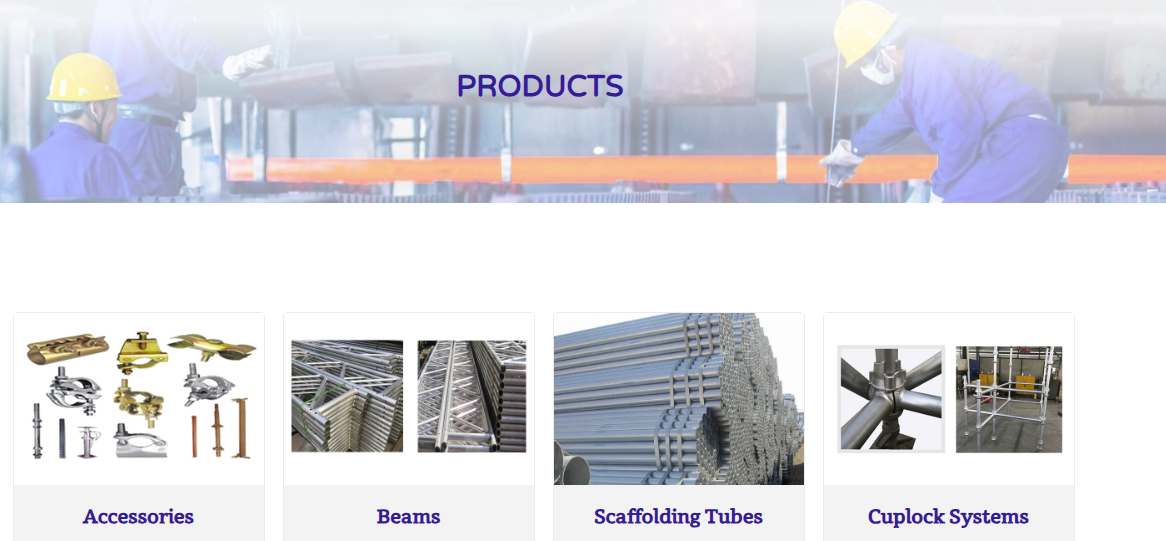 PRODUCTS
Accessories
Beams
Scaffolding Tubes
Cuplock Systems